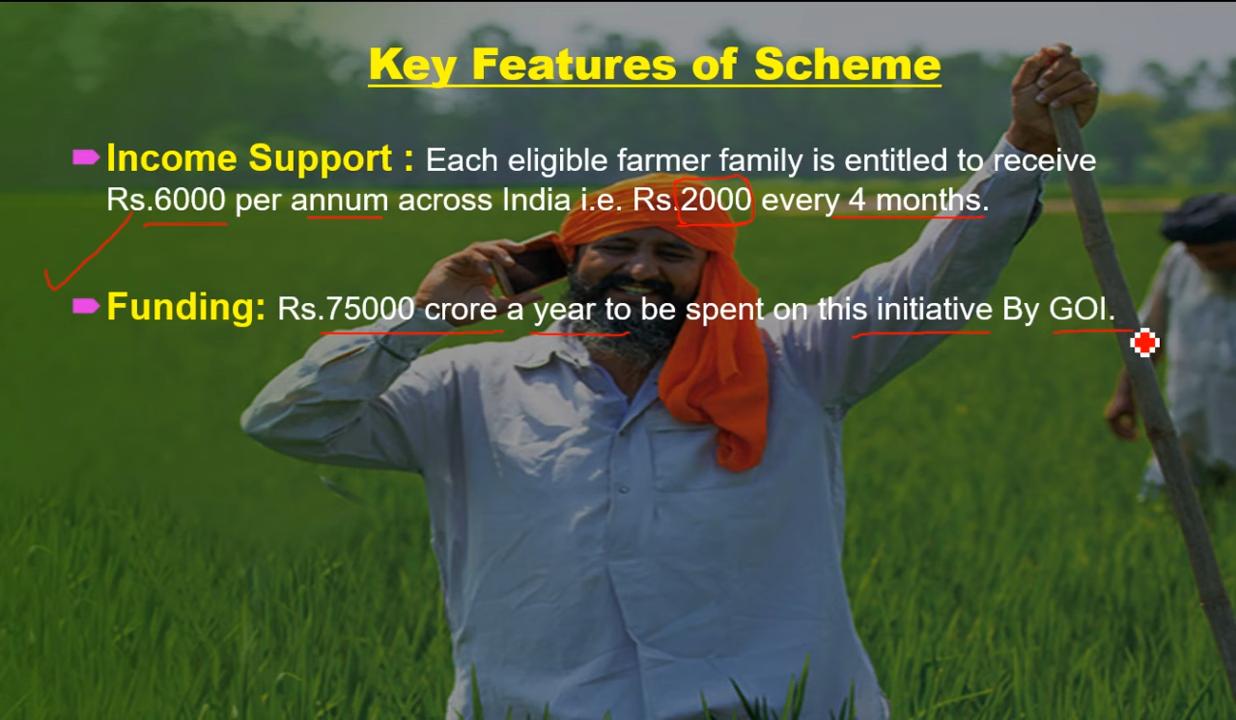 Key Features of Scheme
Income Support : Each eligible farmer family is entitled to receive
Rs.6000 per annum across India i.e. Rs.2000 every 4 months.
Funding: Rs.75000 crore a year to be spent on this initiative By GOI.